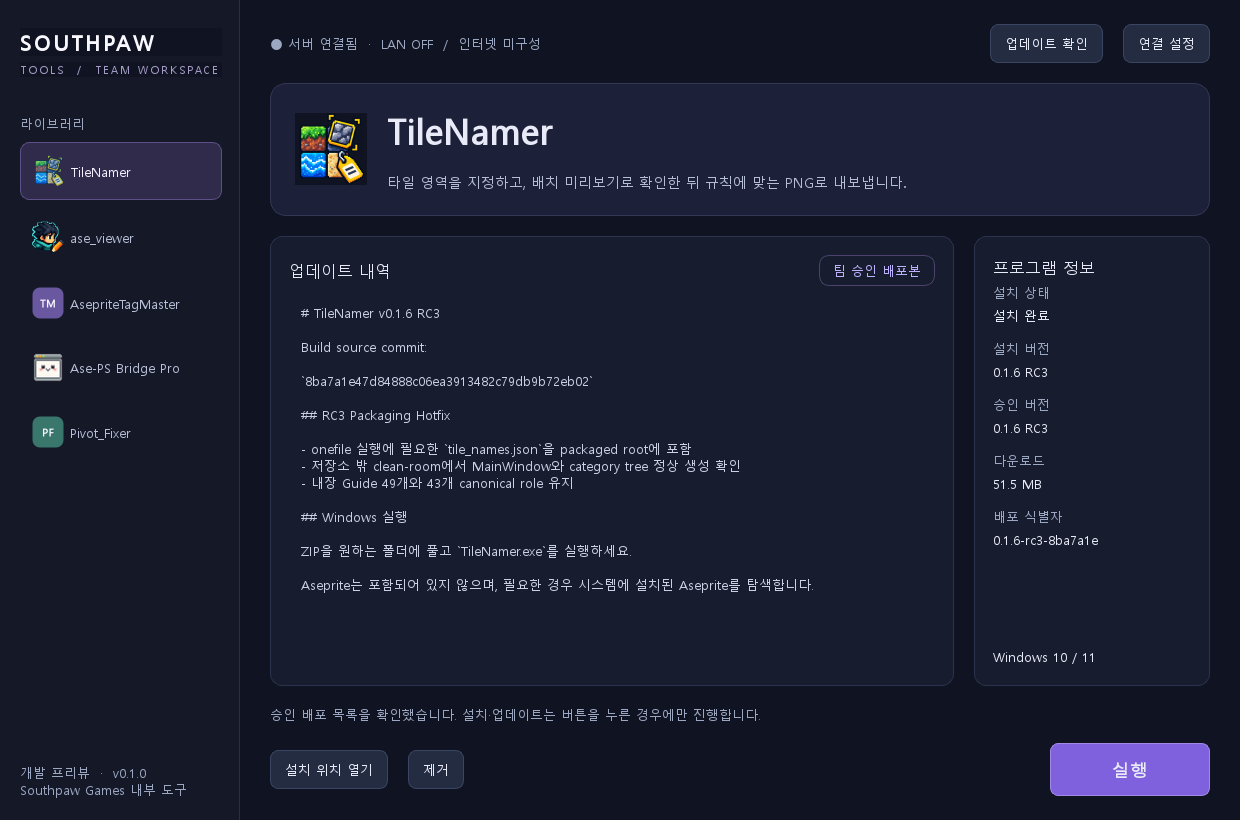 SOUTHPAW
TOOLS / TEAM WORKSPACE
라이브러리
TileNamer
ase_viewer
TM AsepriteTagMaster
Ase-PS Bridge Pro
PF Pivot_Fixer
개발 프리뷰 · v0.1.0
Southpaw Games 내부 도구
● 서버 연결됨 · LAN OFF / 인터넷 미구성
업데이트 확인
연결 설정
TileNamer
타일 영역을 지정하고, 배치 미리보기로 확인한 뒤 규칙에 맞는 PNG로 내보냅니다.
업데이트 내역
팀 승인 배포본
# TileNamer v0.1.6 RC3
Build source commit:
`8ba7a1e47d84888c06ea3913482c79db9b72eb02`
## RC3 Packaging Hotfix
- onefile 실행에 필요한 `tile_names.json`을 packaged root에 포함
- 저장소 밖 clean-room에서 MainWindow와 category tree 정상 생성 확인
- 내장 Guide 49개와 43개 canonical role 유지
## Windows 실행
ZIP을 원하는 폴더에 풀고 `TileNamer.exe`를 실행하세요.
Aseprite는 포함되어 있지 않으며, 필요한 경우 시스템에 설치된 Aseprite를 탐색합니다.
프로그램 정보
설치 상태
설치 완료
설치 버전
0.1.6 RC3
승인 버전
0.1.6 RC3
다운로드
51.5 MB
배포 식별자
0.1.6-rc3-8ba7a1e
Windows 10 / 11
승인 배포 목록을 확인했습니다. 설치·업데이트는 버튼을 누른 경우에만 진행합니다.
설치 위치 열기
제거
실행